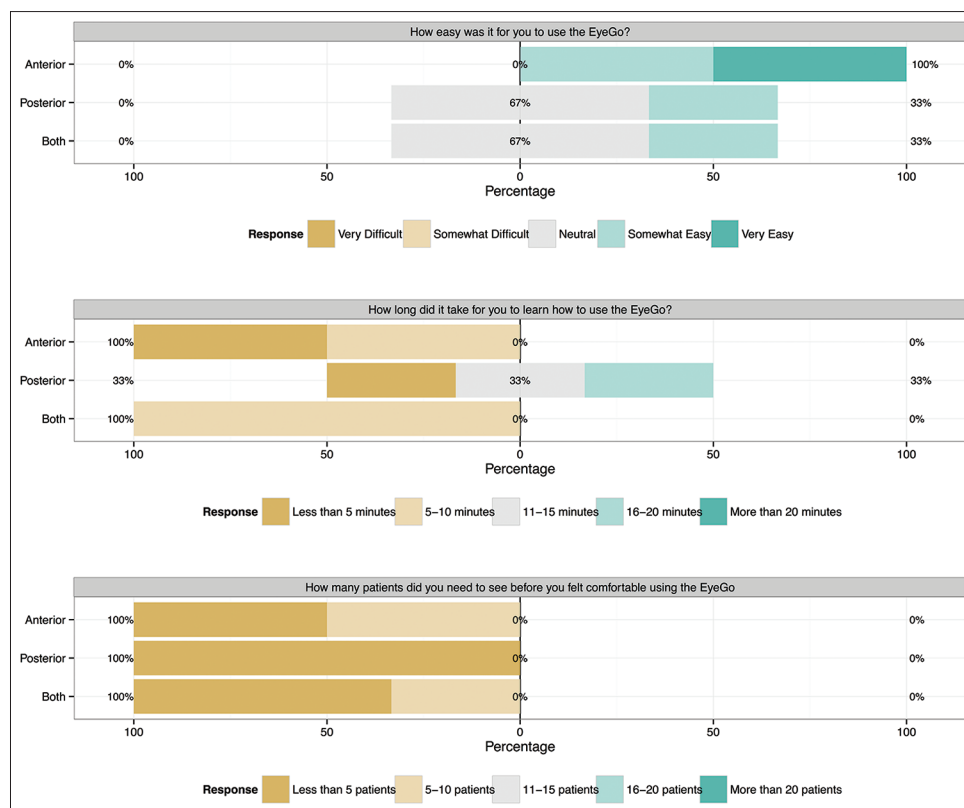 How easy was it for you to use the EyeGo?
Anterior 0% 0% 100%
Posterior 0% 67% 33%
Both 0% 67% 33%
100 50 0 50 100
Percentage
Response Very Difficult Somewhat Difficult Neutral Somewhat Easy Very Easy
How long did it take for you to learn how to use the EyeGo?
Anterior 100% 0% 0%
Posterior 33% 33% 33%
Both 100% 0% 0%
100 50 0 50 100
Percentage
Response Less than 5 minutes 5–10 minutes 11–15 minutes 16–20 minutes More than 20 minutes
How many patients did you need to see before you felt comfortable using the EyeGo
Anterior 100% 0% 0%
Posterior 100% 0% 0%
Both 100% 0% 0%
100 50 0 50 100
Percentage
Response Less than 5 patients 5–10 patients 11–15 patients 16–20 patients More than 20 patients